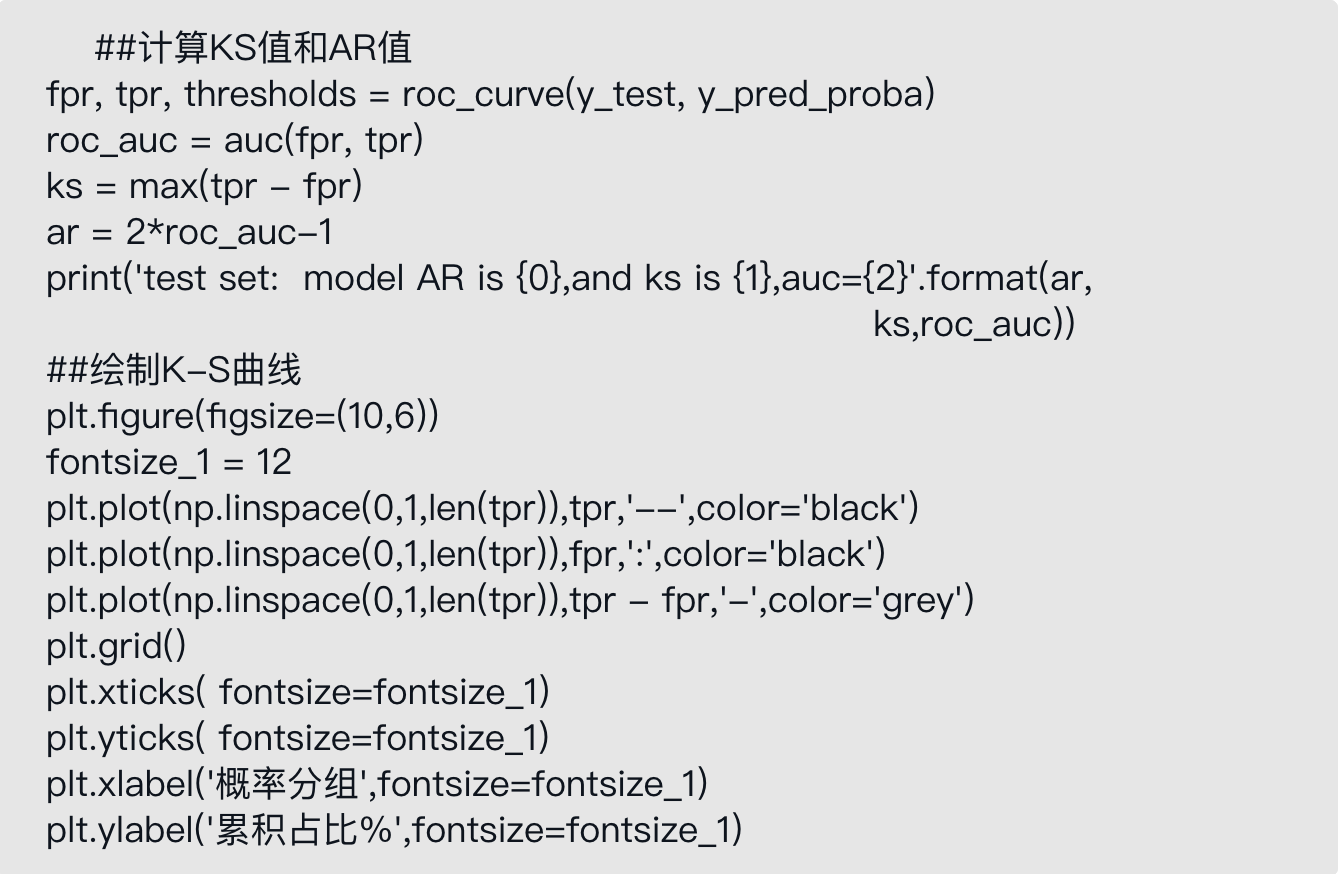 ##计算KS值和AR值
fpr, tpr, thresholds = roc_curve(y_test, y_pred_proba)
roc_auc = auc(fpr, tpr)
ks = max(tpr - fpr)
ar = 2*roc_auc-1
print('test set:  model AR is {0},and ks is {1},auc={2}'.format(ar,
ks,roc_auc))
##绘制K-S曲线
plt.figure(figsize=(10,6))
fontsize_1 = 12
plt.plot(np.linspace(0,1,len(tpr)),tpr,'--',color='black')
plt.plot(np.linspace(0,1,len(tpr)),fpr,':',color='black')
plt.plot(np.linspace(0,1,len(tpr)),tpr - fpr,'-',color='grey')
plt.grid()
plt.xticks( fontsize=fontsize_1)
plt.yticks( fontsize=fontsize_1)
plt.xlabel('概率分组',fontsize=fontsize_1)
plt.ylabel('累积占比%',fontsize=fontsize_1)